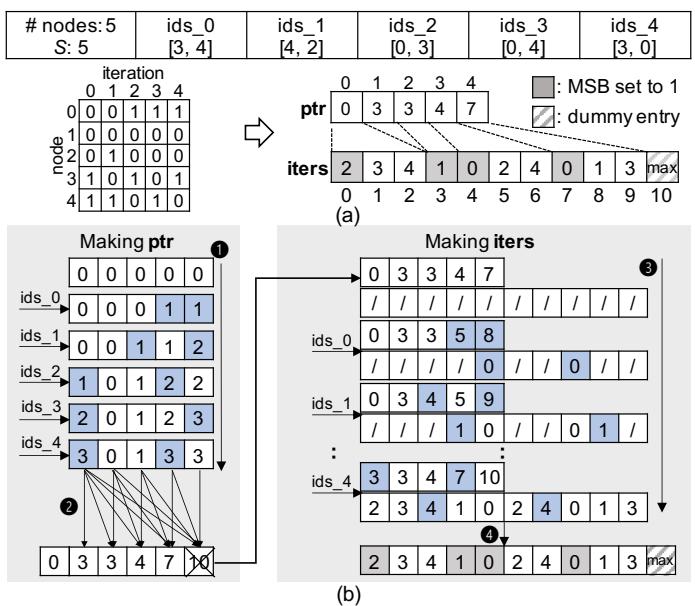 # nodes: 5 ids_0 ids_1 ids_2 ids_3 ids_4
S: 5 [3, 4] [4, 2] [0, 3] [0, 4] [3, 0]
iteration
0 1 2 3 4
node
0 0 0 1 1 1
1 0 0 0 0 0
2 0 1 0 0 0
3 1 0 1 0 1
4 1 1 0 1 0
0 1 2 3 4
ptr 0 3 3 4 7
: MSB set to 1
: dummy entry
iters 2 3 4 1 0 2 4 0 1 3 max
0 1 2 3 4 5 6 7 8 9 10
(a)
Making ptr
1
0 0 0 0 0
ids_0 0 0 0 1 1
ids_1 0 0 1 1 2
ids_2 1 0 1 2 2
ids_3 2 0 1 2 3
ids_4 3 0 1 3 3
2
0 3 3 4 7 10
Making iters
3
0 3 3 4 7
/ / / / / / / / / /
ids_0 0 3 3 5 8
/ / / / 0 / / 0 / /
ids_1 0 3 4 5 9
/ / / 1 0 / / 0 1 /
: :
ids_4 3 3 4 7 10
2 3 4 1 0 2 4 0 1 3
4
2 3 4 1 0 2 4 0 1 3 max
(b)